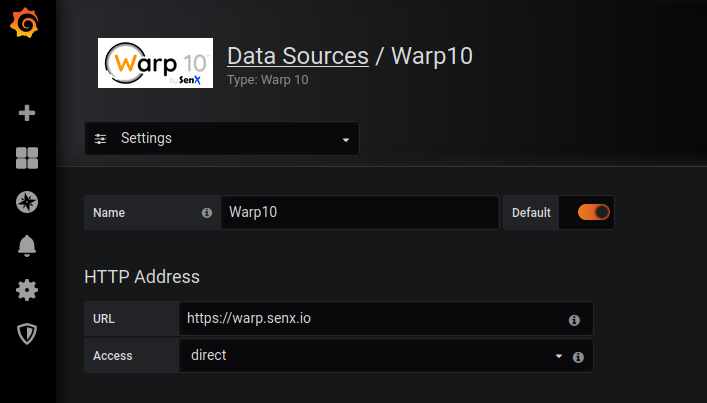 Warp 10
by SenX
Data Sources / Warp10
Type: Warp 10
Settings
Name
Warp10
Default
HTTP Address
URL
https://warp.senx.io
Access
direct